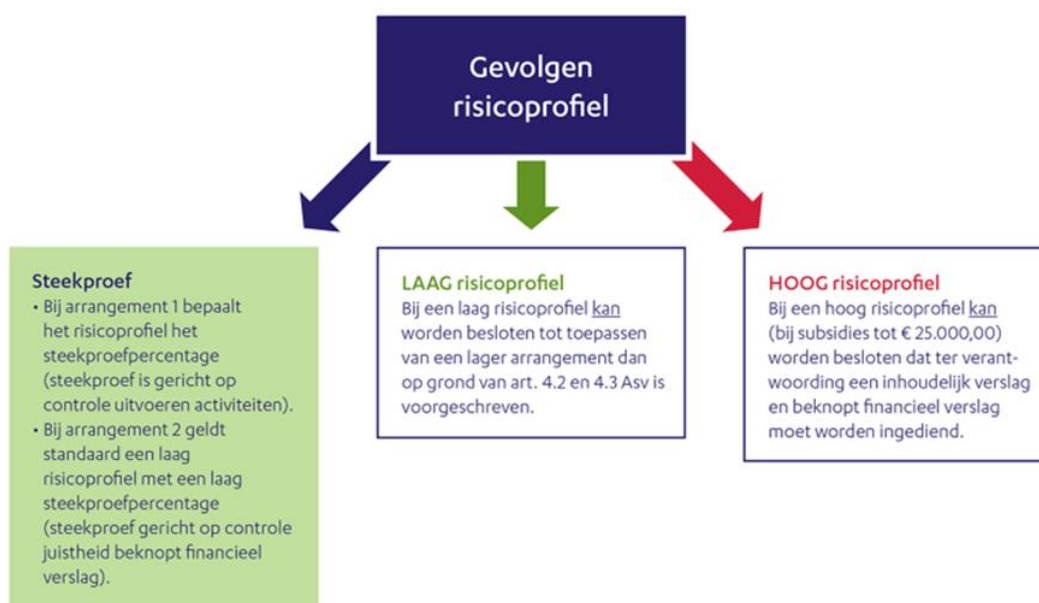 Gevolgen
risicoprofiel
Steekproef
• Bij arrangement 1 bepaalt
het risicoprofiel het
steekproefpercentage
(steekproef is gericht op
controle uitvoeren activiteiten).
• Bij arrangement 2 geldt
standaard een laag
risicoprofiel met een laag
steekproefpercentage
(steekproef gericht op controle
juistheid beknopt financieel
verslag).
LAAG risicoprofiel
Bij een laag risicoprofiel kan
worden besloten tot toepassen
van een lager arrangement dan
op grond van art. 4.2 en 4.3 Asv is
voorgeschreven.
HOOG risicoprofiel
Bij een hoog risicoprofiel kan
(bij subsidies tot € 25.000,00)
worden besloten dat ter verant-
woording een inhoudelijk verslag
en beknopt financieel verslag
moet worden ingediend.